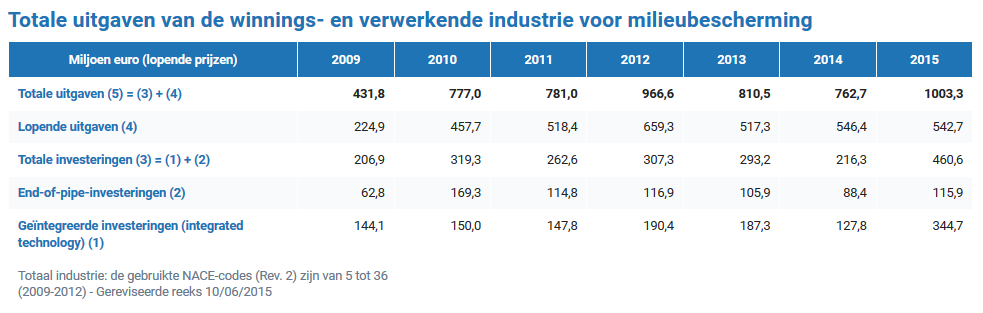 Totale uitgaven van de winnings- en verwerkende industrie voor milieubescherming
Miljoen euro (lopende prijzen) 2009 2010 2011 2012 2013 2014 2015
Totale uitgaven (5) = (3) + (4) 431,8 777,0 781,0 966,6 810,5 762,7 1003,3
Lopende uitgaven (4) 224,9 457,7 518,4 659,3 517,3 546,4 542,7
Totale investeringen (3) = (1) + (2) 206,9 319,3 262,6 307,3 293,2 216,3 460,6
End-of-pipe-investeringen (2) 62,8 169,3 114,8 116,9 105,9 88,4 115,9
Geïntegreerde investeringen (integrated 144,1 150,0 147,8 190,4 187,3 127,8 344,7
technology) (1)
Totaal industrie: de gebruikte NACE-codes (Rev. 2) zijn van 5 tot 36
(2009-2012) - Gereviseerde reeks 10/06/2015